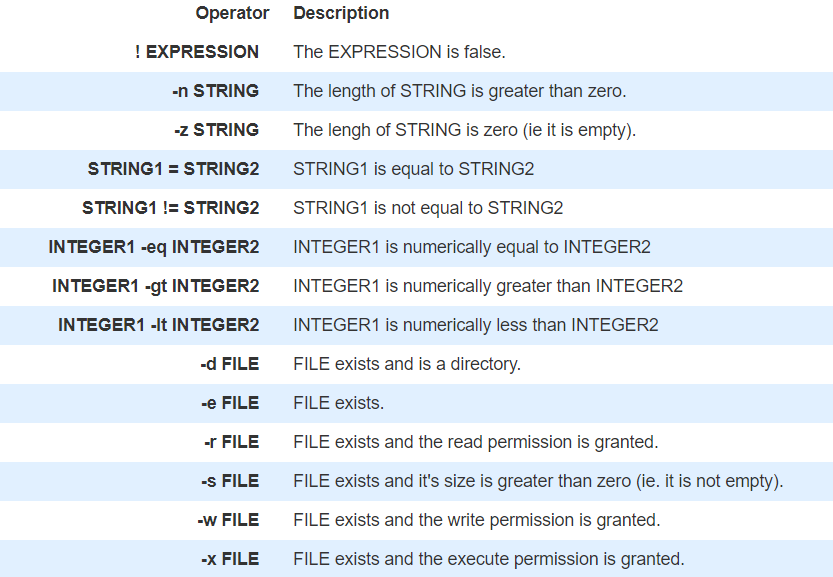 Operator Description
! EXPRESSION The EXPRESSION is false.
-n STRING The length of STRING is greater than zero.
-z STRING The lengh of STRING is zero (ie it is empty).
STRING1 = STRING2 STRING1 is equal to STRING2
STRING1 != STRING2 STRING1 is not equal to STRING2
INTEGER1 -eq INTEGER2 INTEGER1 is numerically equal to INTEGER2
INTEGER1 -gt INTEGER2 INTEGER1 is numerically greater than INTEGER2
INTEGER1 -lt INTEGER2 INTEGER1 is numerically less than INTEGER2
-d FILE FILE exists and is a directory.
-e FILE FILE exists.
-r FILE FILE exists and the read permission is granted.
-s FILE FILE exists and it's size is greater than zero (ie. it is not empty).
-w FILE FILE exists and the write permission is granted.
-x FILE FILE exists and the execute permission is granted.